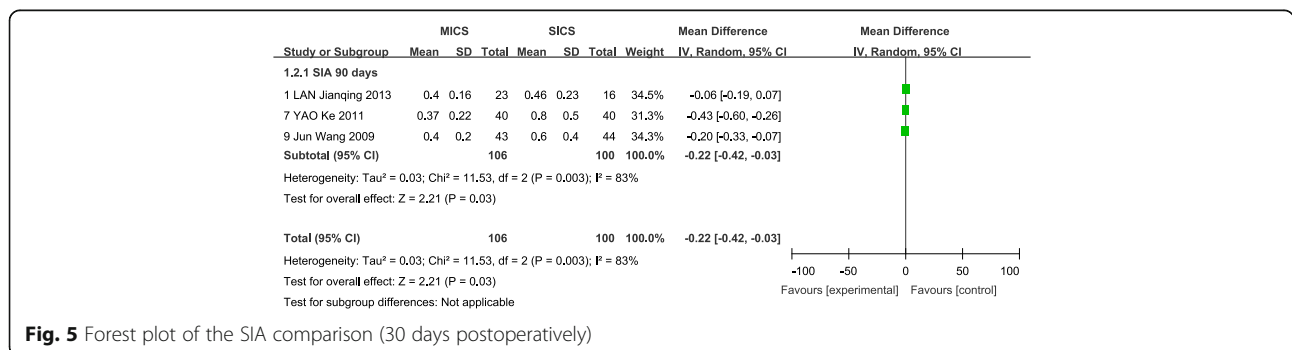 MICS SICS Mean Difference Mean Difference
Study or Subgroup Mean SD Total Mean SD Total Weight IV, Random, 95% CI IV, Random, 95% CI
1.2.1 SIA 90 days
1 LAN Jianqing 2013 0.4 0.16 23 0.46 0.23 16 34.5% -0.06 [-0.19, 0.07]
7 YAO Ke 2011 0.37 0.22 40 0.8 0.5 40 31.3% -0.43 [-0.60, -0.26]
9 Jun Wang 2009 0.4 0.2 43 0.6 0.4 44 34.3% -0.20 [-0.33, -0.07]
Subtotal (95% CI) 106 100 100.0% -0.22 [-0.42, -0.03]
Heterogeneity: Tau² = 0.03; Chi² = 11.53, df = 2 (P = 0.003); I² = 83%
Test for overall effect: Z = 2.21 (P = 0.03)
Total (95% CI) 106 100 100.0% -0.22 [-0.42, -0.03]
Heterogeneity: Tau² = 0.03; Chi² = 11.53, df = 2 (P = 0.003); I² = 83%
Test for overall effect: Z = 2.21 (P = 0.03)
Test for subgroup differences: Not applicable
-100 -50 0 50 100
Favours [experimental] Favours [control]
Fig. 5 Forest plot of the SIA comparison (30 days postoperatively)